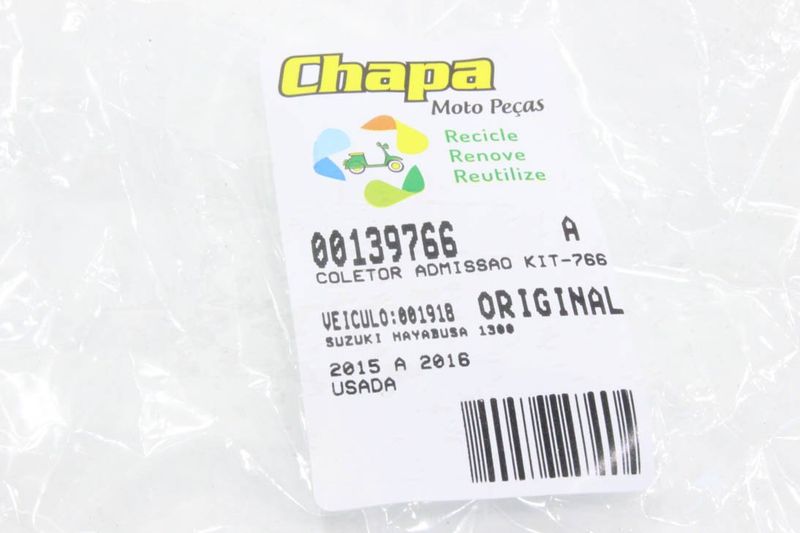 Chapa
Moto Peças
Recicle
Renove
Reutilize
00139766 A
COLETOR ADMISSAO KIT-766
VEICULO:001918 ORIGINAL
SUZUKI HAYABUSA 1300
2015 A 2016
USADA